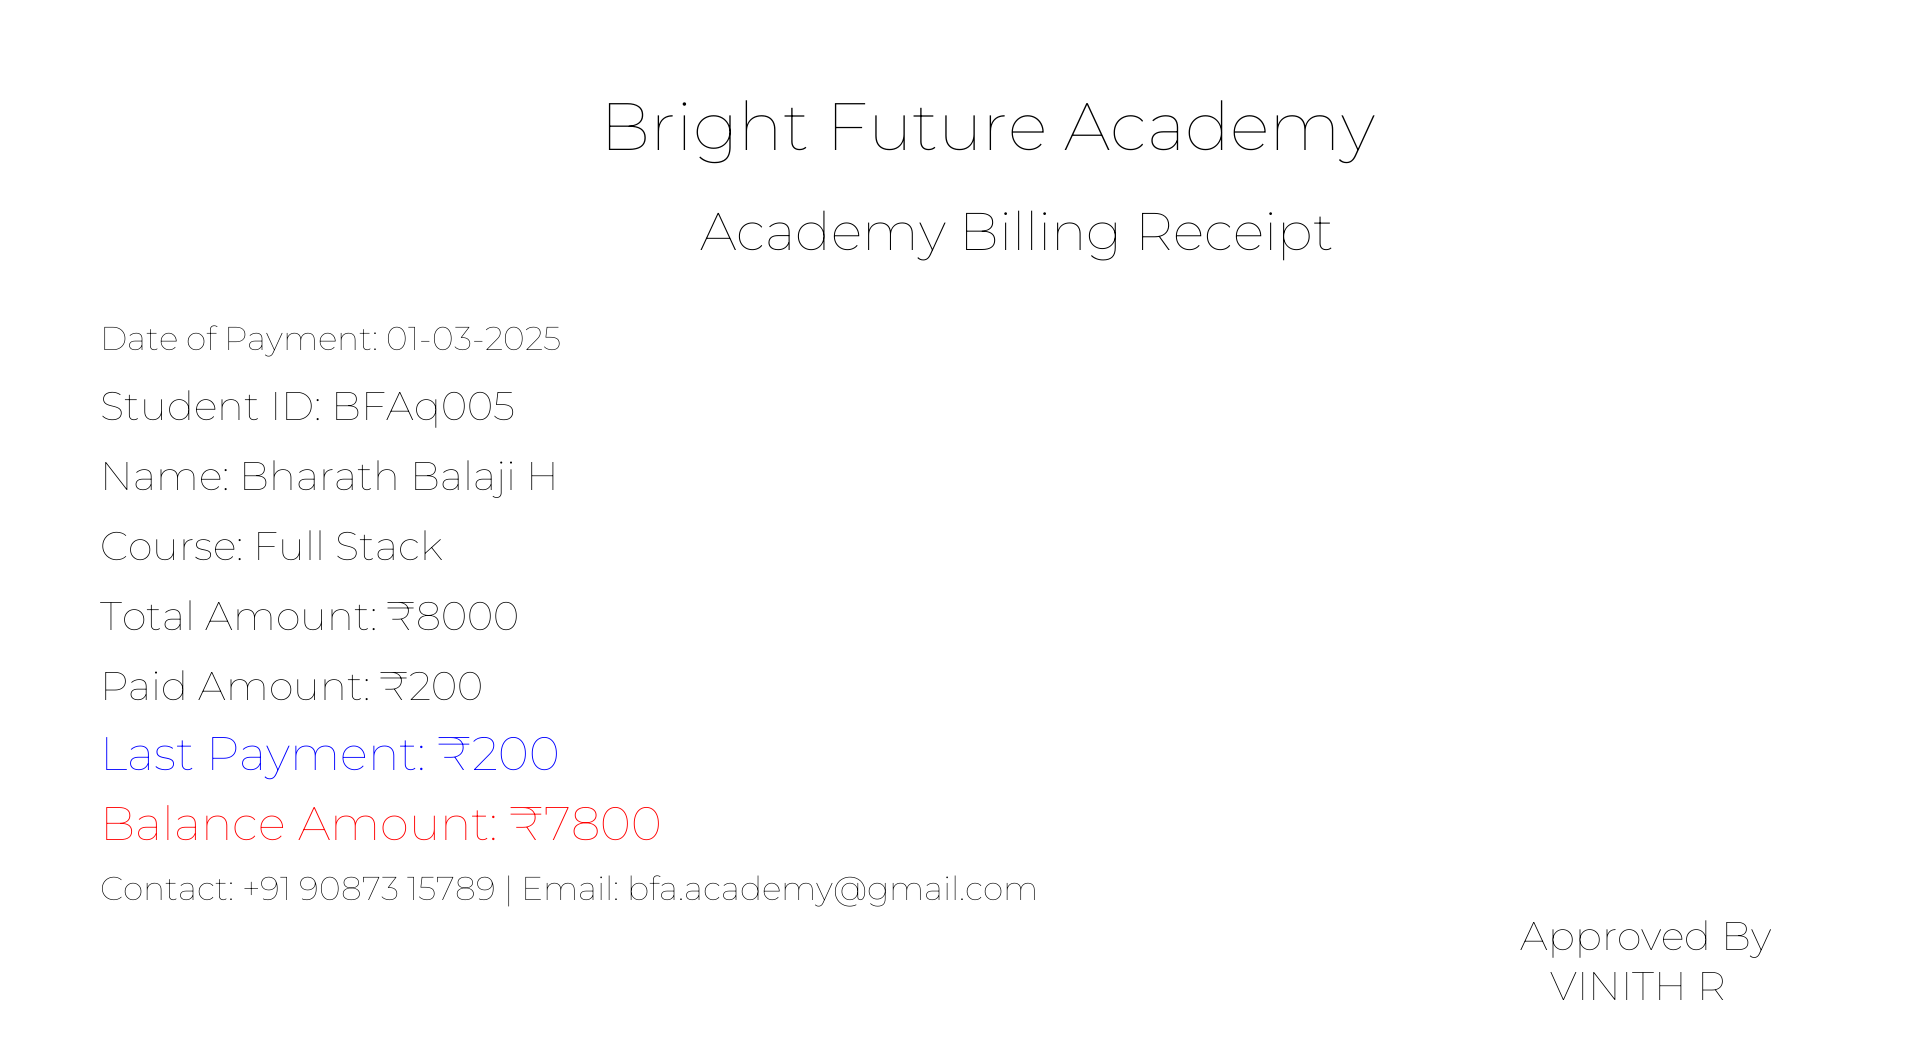 Bright Future Academy
Academy Billing Receipt
Date of Payment: 01-03-2025
Student ID: BFAq005
Name: Bharath Balaji H
Course: Full Stack
Total Amount: ₹8000
Paid Amount: ₹200
Last Payment: ₹200
Balance Amount: ₹7800
Contact: +91 90873 15789 | Email: bfa.academy@gmail.com
Approved By
VINITH R